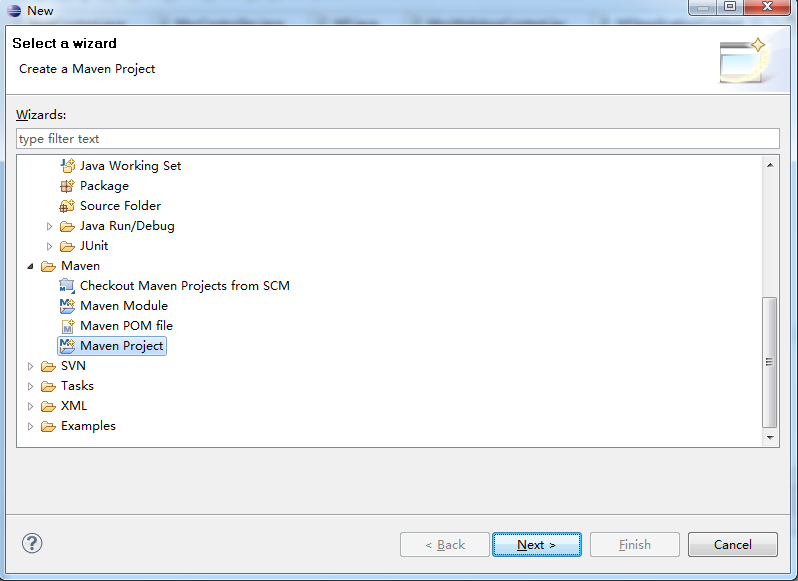 New
Select a wizard
Create a Maven Project
Wizards:
type filter text
Java Working Set
Package
Source Folder
Java Run/Debug
JUnit
Maven
Checkout Maven Projects from SCM
Maven Module
Maven POM file
Maven Project
SVN
Tasks
XML
Examples
?
< Back
Next >
Finish
Cancel